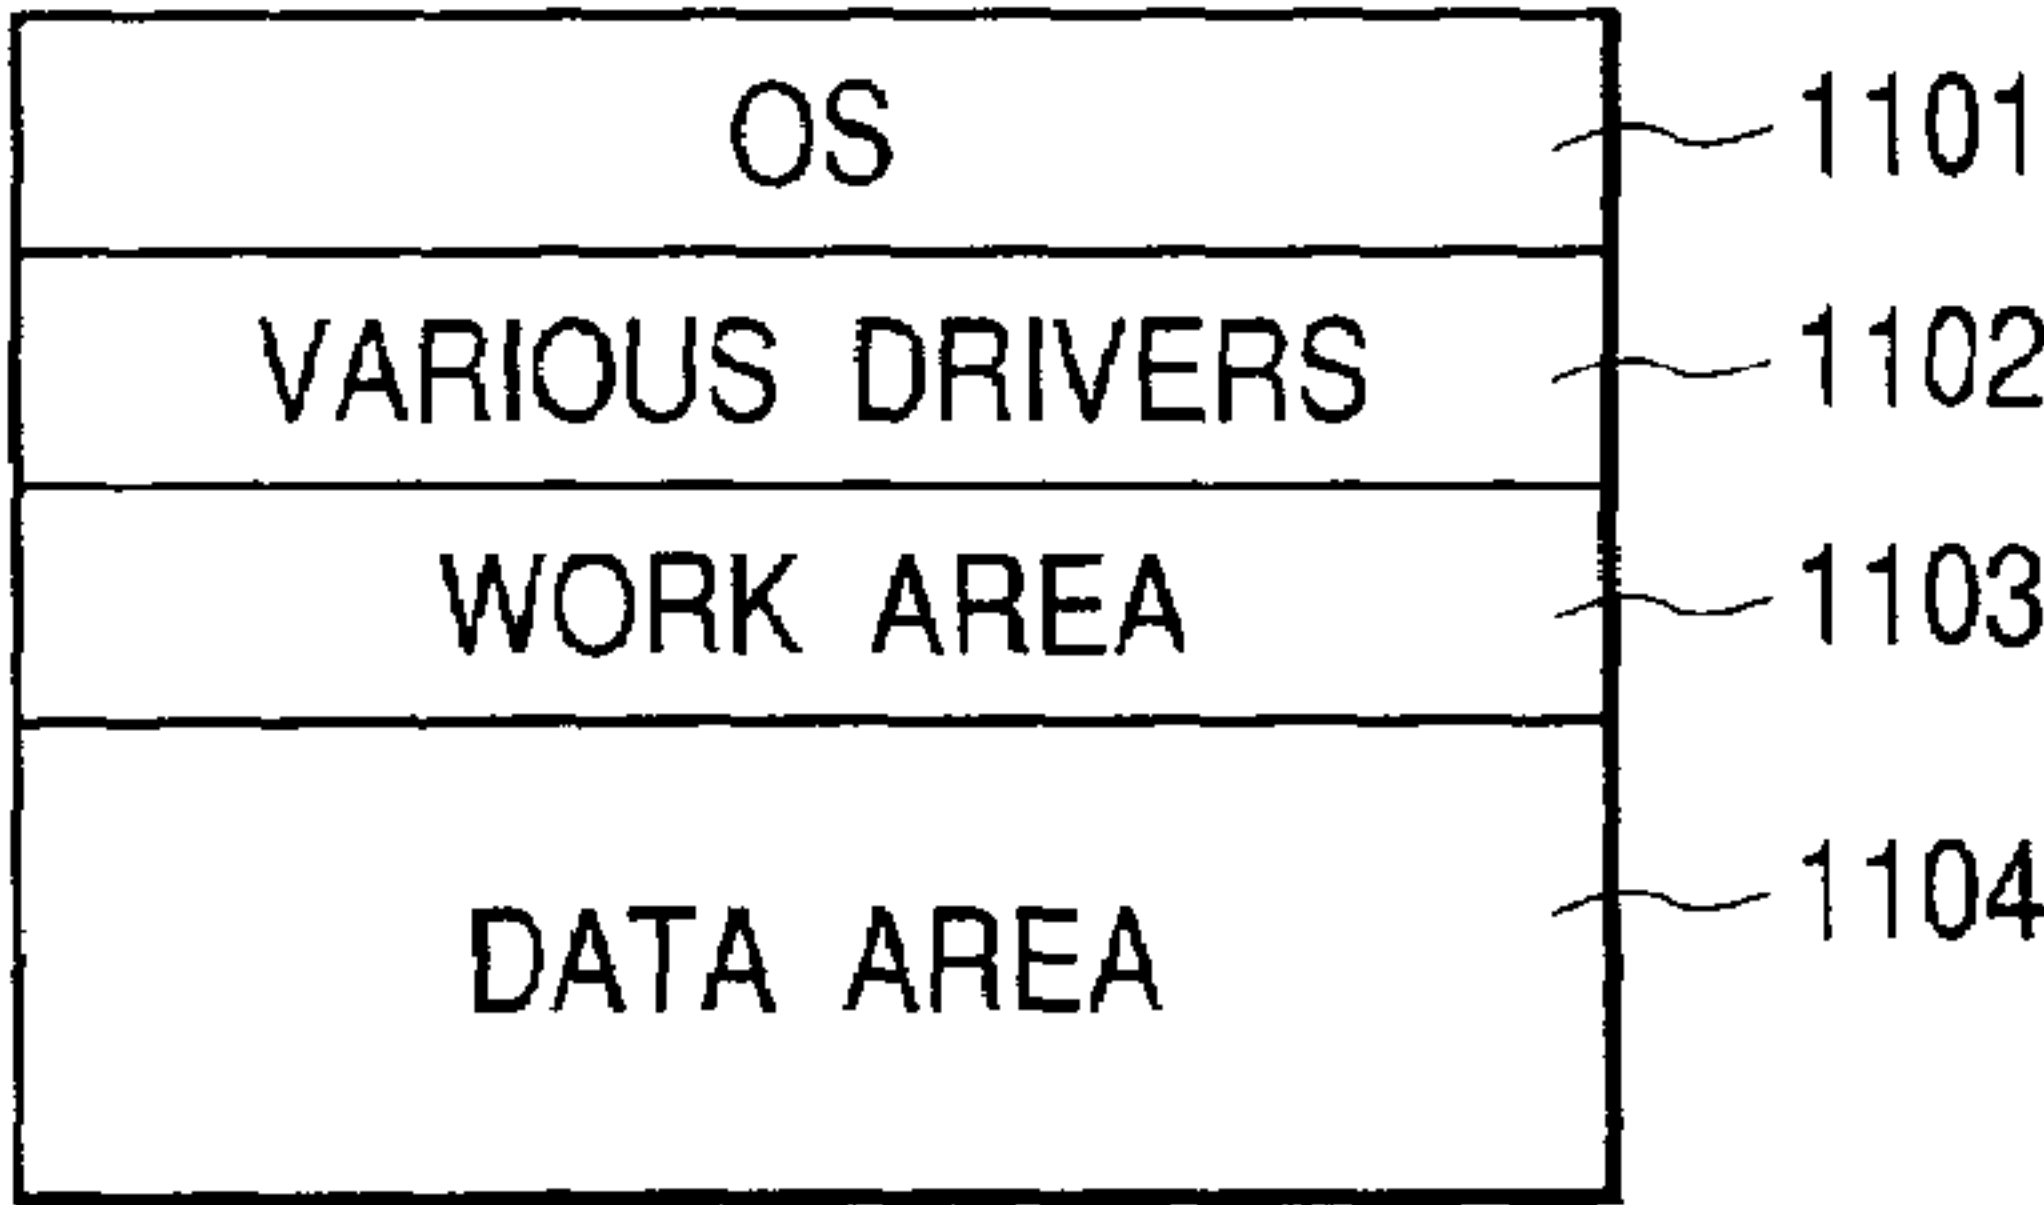 OS 1101
VARIOUS DRIVERS 1102
WORK AREA 1103
DATA AREA 1104